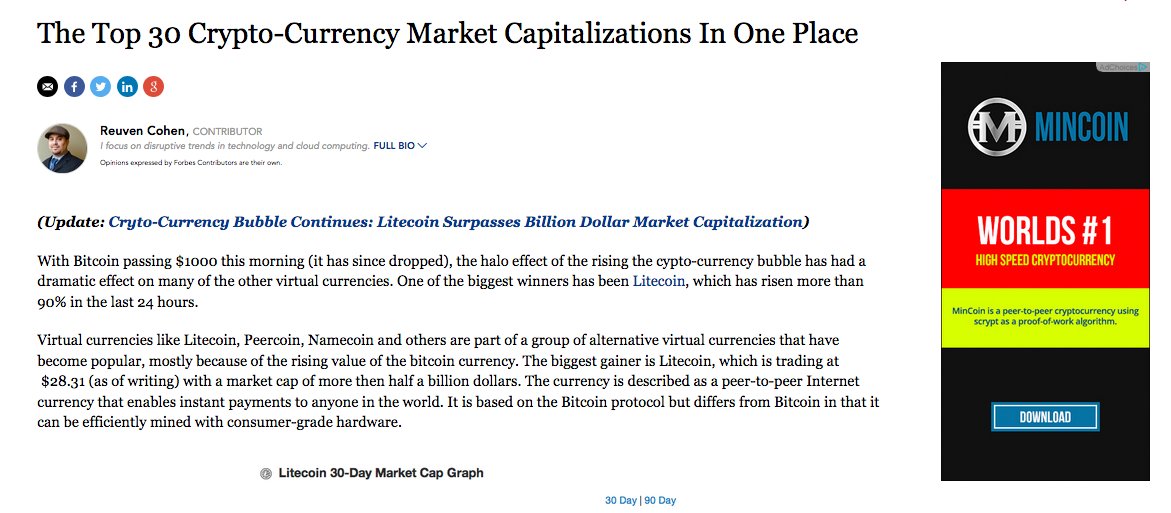 The Top 30 Crypto-Currency Market Capitalizations In One Place
in
g
Reuven Cohen, CONTRIBUTOR
I focus on disruptive trends in technology and cloud computing. FULL BIO
Opinions expressed by Forbes Contributors are their own.
(Update: Cryto-Currency Bubble Continues: Litecoin Surpasses Billion Dollar Market Capitalization)
With Bitcoin passing $1000 this morning (it has since dropped), the halo effect of the rising the cypto-currency bubble has had a
dramatic effect on many of the other virtual currencies. One of the biggest winners has been Litecoin, which has risen more than
90% in the last 24 hours.
Virtual currencies like Litecoin, Peercoin, Namecoin and others are part of a group of alternative virtual currencies that have
become popular, mostly because of the rising value of the bitcoin currency. The biggest gainer is Litecoin, which is trading at
$28.31 (as of writing) with a market cap of more then half a billion dollars. The currency is described as a peer-to-peer Internet
currency that enables instant payments to anyone in the world. It is based on the Bitcoin protocol but differs from Bitcoin in that it
can be efficiently mined with consumer-grade hardware.
Litecoin 30-Day Market Cap Graph
30 Day | 90 Day
AdChoices
M
MINCOIN
WORLDS #1
HIGH SPEED CRYPTOCURRENCY
MinCoin is a peer-to-peer cryptocurrency using
scrypt as a proof-of-work algorithm.
DOWNLOAD